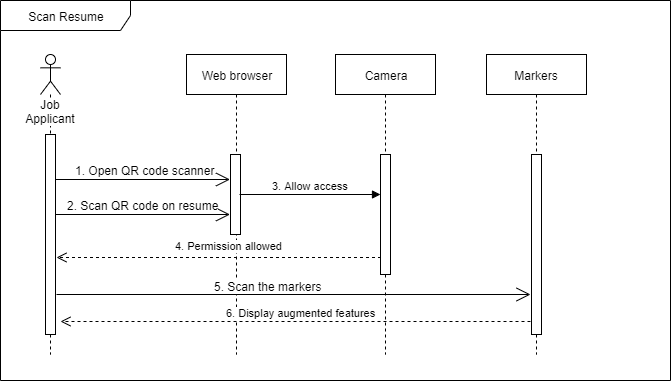 Scan Resume
Web browser
Camera
Markers
Job
Applicant
1. Open QR code scanner
3. Allow access
2. Scan QR code on resume
4. Permission allowed
5. Scan the markers
6. Display augmented features